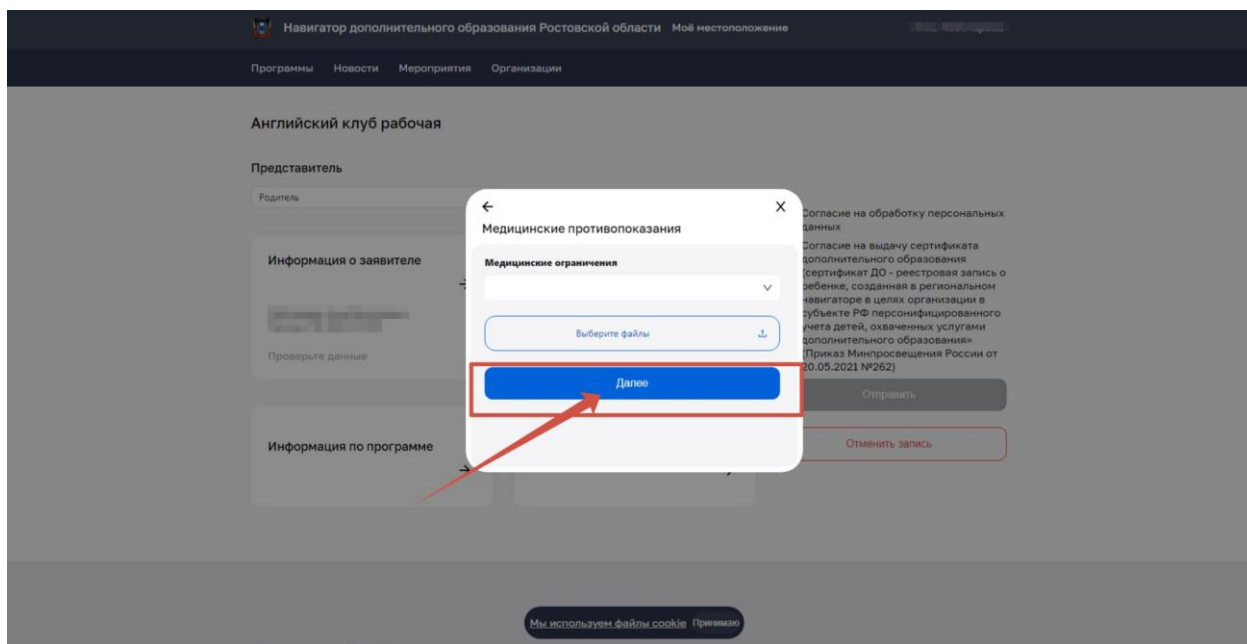 Навигатор дополнительного образования Ростовской области Моё местоположение
Программы Новости Мероприятия Организации
Английский клуб рабочая
Представитель
Родитель
Информация о заявителе
Проверьте данные
Информация по программе
Медицинские противопоказания
Медицинские ограничения
Выберите файлы
Далее
Согласие на обработку персональных
данных
Согласие на выдачу сертификата
дополнительного образования
(сертификат ДО - реестровая запись о
ребенке, созданная в региональном
навигаторе в целях организации в
субъекте РФ персонифицированного
учета детей, охваченных услугами
дополнительного образования»
(Приказ Минпросвещения России от
20.05.2021 №262)
Отправить
Отменить запись
Мы используем файлы cookie Принимаю